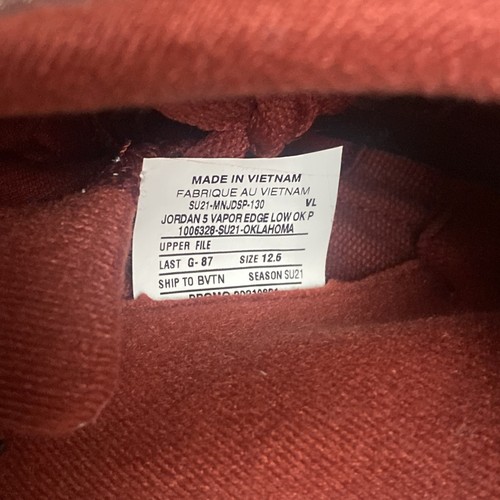 MADE IN VIETNAM
FABRIQUE AU VIETNAM
SU21-MNJDSP-130 VL
JORDAN 5 VAPOR EDGE LOW OK P
1006328-SU21-OKLAHOMA
UPPER FILE
LAST G-87 SIZE 12.5
SHIP TO BVTN SEASON SU21